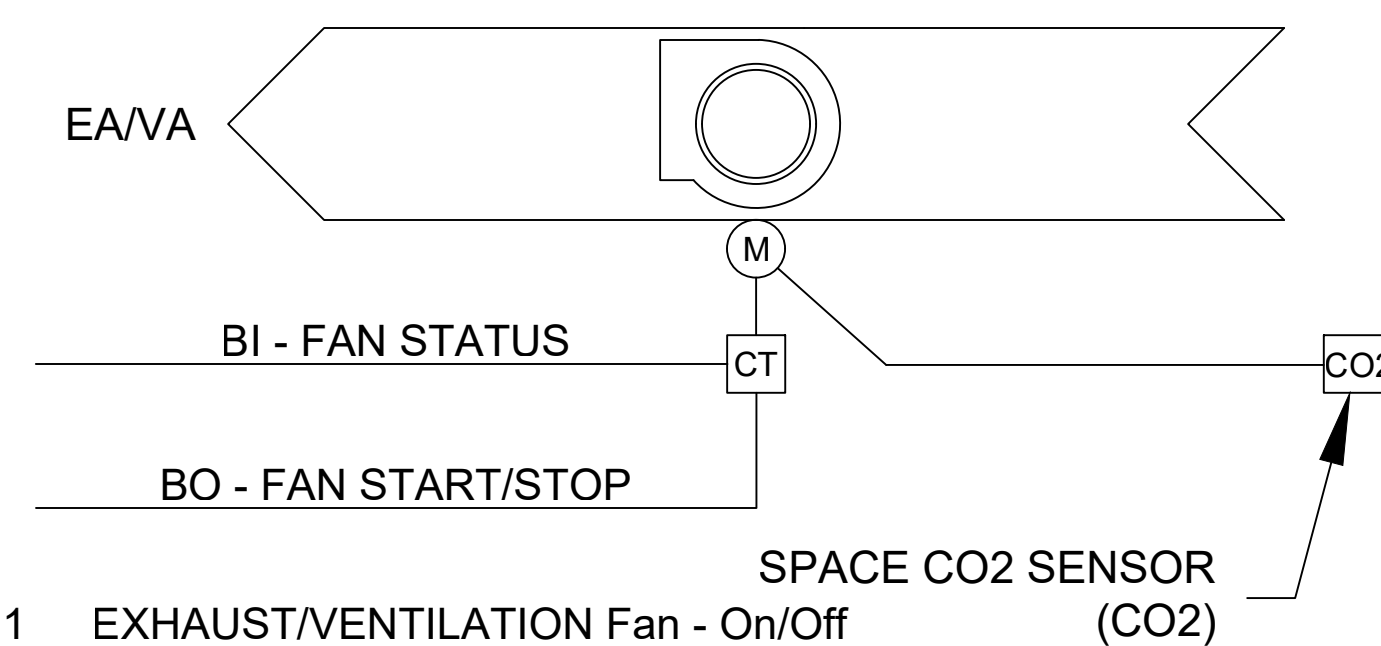 EA/VA
M
BI - FAN STATUS
CT
CO2
BO - FAN START/STOP
SPACE CO2 SENSOR
(CO2)
1 EXHAUST/VENTILATION Fan - On/Off